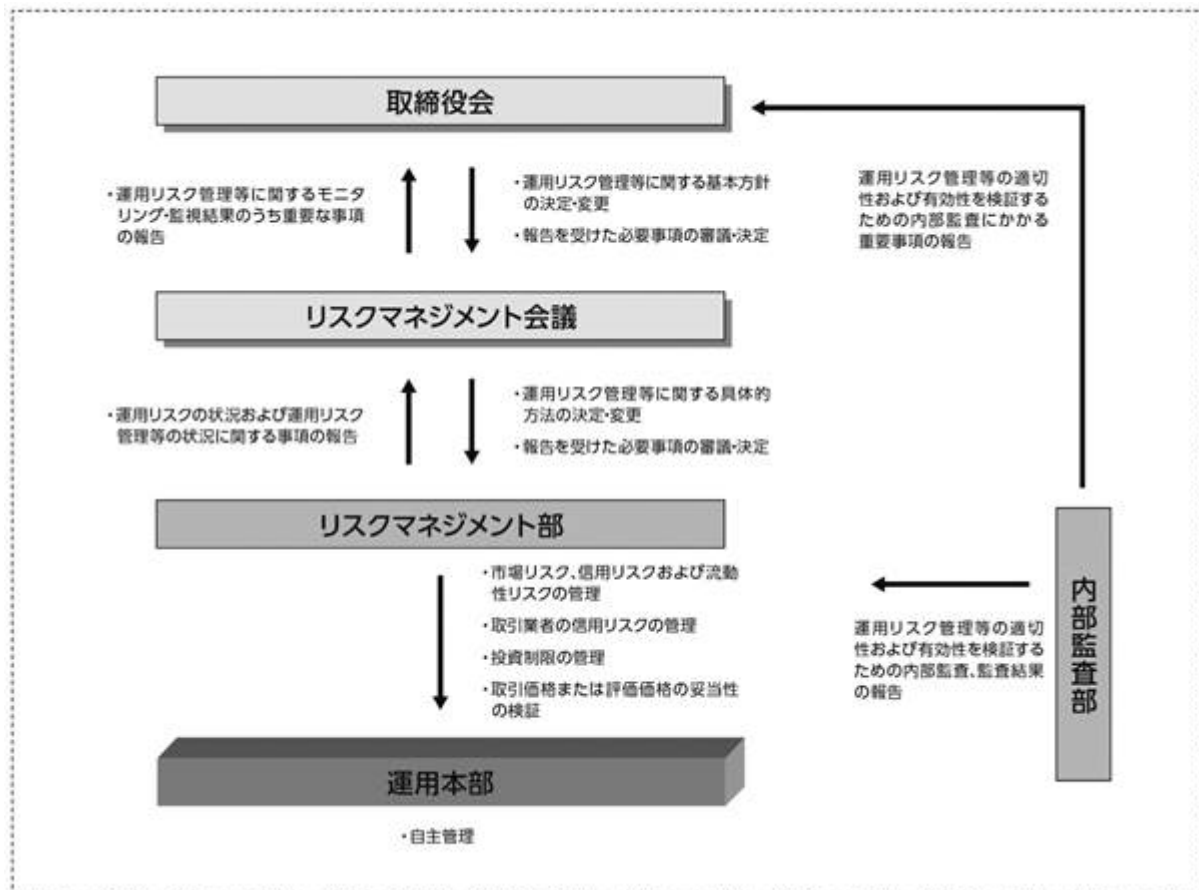 取締役会
・運用リスク管理等に関するモニタ
リング・監視結果のうち重要な事項
の報告
・運用リスク管理等に関する基本方針
の決定・変更
・報告を受けた必要事項の審議・決定
運用リスク管理等の適切
性および有効性を検証す
るための内部監査にかかる
重要事項の報告
リスクマネジメント会議
・運用リスクの状況および運用リスク
管理等の状況に関する事項の報告
・運用リスク管理等に関する具体的
方法の決定・変更
・報告を受けた必要事項の審議・決定
リスクマネジメント部
・市場リスク、信用リスクおよび流動
性リスクの管理
・取引業者の信用リスクの管理
・投資制限の管理
・取引価格または評価価格の妥当性
の検証
運用リスク管理等の適切
性および有効性を検証する
ための内部監査、監査結果
の報告
内部監査部
運用本部
・自主管理